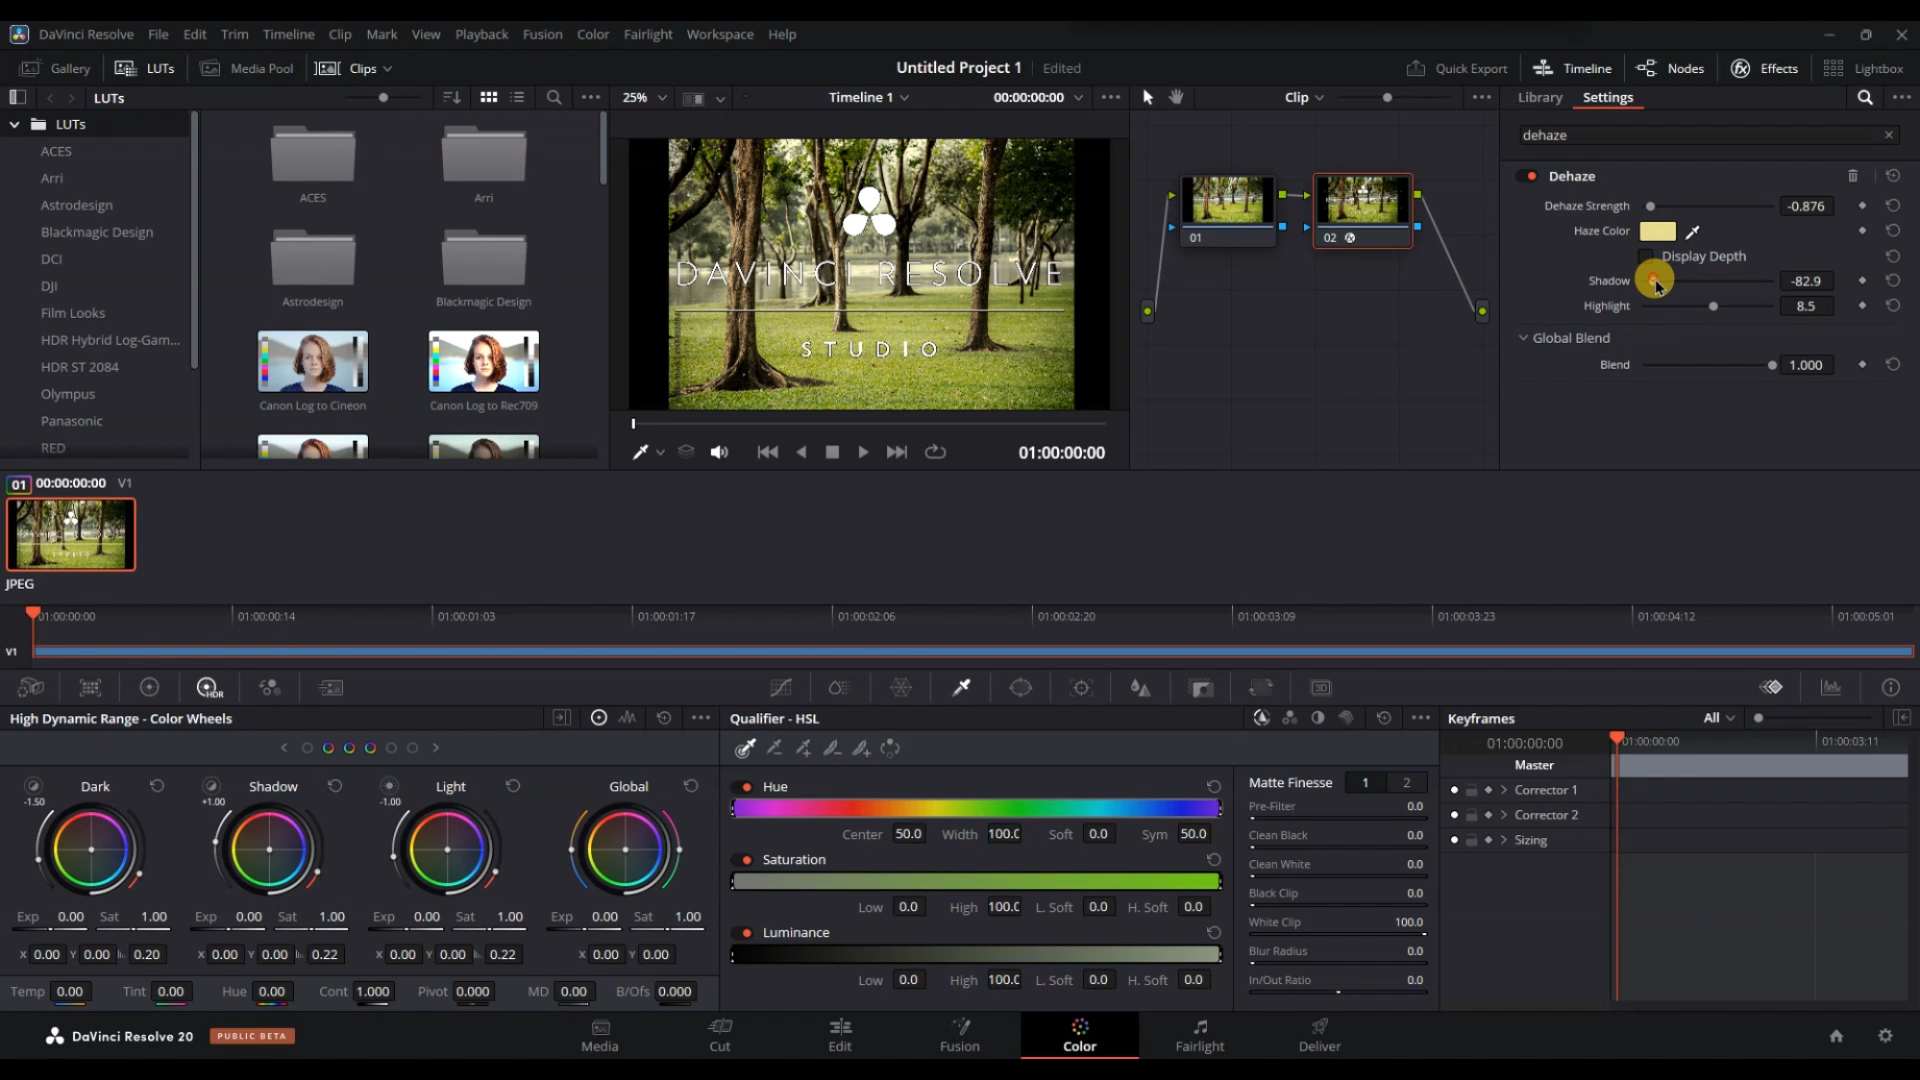 DaVinci Resolve File Edit Trim Timeline Clip Mark View Playback Fusion Color Fairlight Workspace Help
Gallery LUTs Media Pool Clips Untitled Project 1 Edited Quick Export Timeline Nodes Effects Lightbox
LUTs 25% Timeline 1 00:00:00:00 Clip Library Settings
LUTs
ACES
Arri
Astrodesign
Blackmagic Design
DCI
DJI
Film Looks
HDR Hybrid Log-Gam...
HDR ST 2084
Olympus
Panasonic
RED
ACES Arri
Astrodesign Blackmagic Design
Canon Log to Cineon Canon Log to Rec709
DAVINCI RESOLVE
STUDIO
01:00:00:00
01 02
dehaze
Dehaze
Dehaze Strength -0.876
Haze Color
Display Depth
Shadow -82.9
Highlight 8.5
Global Blend
Blend 1.000
01 00:00:00:00 V1
JPEG
01:00:00:00 01:00:00:14 01:00:01:03 01:00:01:17 01:00:02:06 01:00:02:20 01:00:03:09 01:00:03:23 01:00:04:12 01:00:05:01
V1
HDR 3D
High Dynamic Range - Color Wheels
Dark Shadow Light Global
-1.50 +1.00 -1.00
Exp 0.00 Sat 1.00 Exp 0.00 Sat 1.00 Exp 0.00 Sat 1.00 Exp 0.00 Sat 1.00
X 0.00 Y 0.00 0.20 X 0.00 Y 0.00 0.22 X 0.00 Y 0.00 0.22 X 0.00 Y 0.00
Temp 0.00 Tint 0.00 Hue 0.00 Cont 1.000 Pivot 0.000 MD 0.00 B/Ofs 0.000
Qualifier - HSL
Hue
Center 50.0 Width 100.0 Soft 0.0 Sym 50.0
Saturation
Low 0.0 High 100.0 L. Soft 0.0 H. Soft 0.0
Luminance
Low 0.0 High 100.0 L. Soft 0.0 H. Soft 0.0
Matte Finesse 1 2
Pre-Filter 0.0
Clean Black 0.0
Clean White 0.0
Black Clip 0.0
White Clip 100.0
Blur Radius 0.0
In/Out Ratio 0.0
Keyframes All
01:00:00:00 01:00:00:00 01:00:03:11
Master
Corrector 1
Corrector 2
Sizing
DaVinci Resolve 20 PUBLIC BETA Media Cut Edit Fusion Color Fairlight Deliver